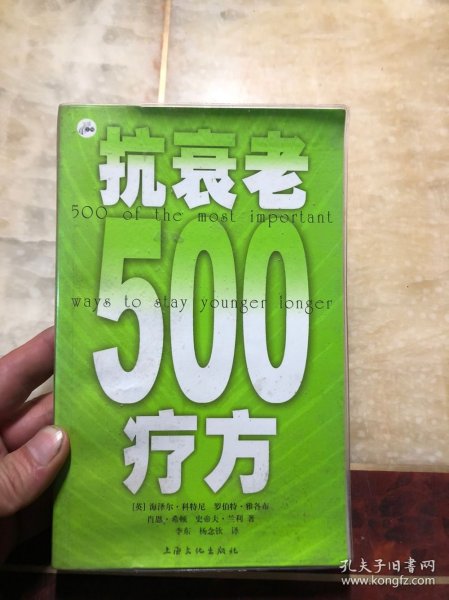 抗衰老
500 of the most important
500
ways to stay younger longer
疗方
[英] 海泽尔·科特尼 罗伯特·雅各布
肖恩·希顿 史帝夫·兰利 著
李东 杨念钦 译
上海文化出版社
孔夫子旧书网
www.kongfz.com